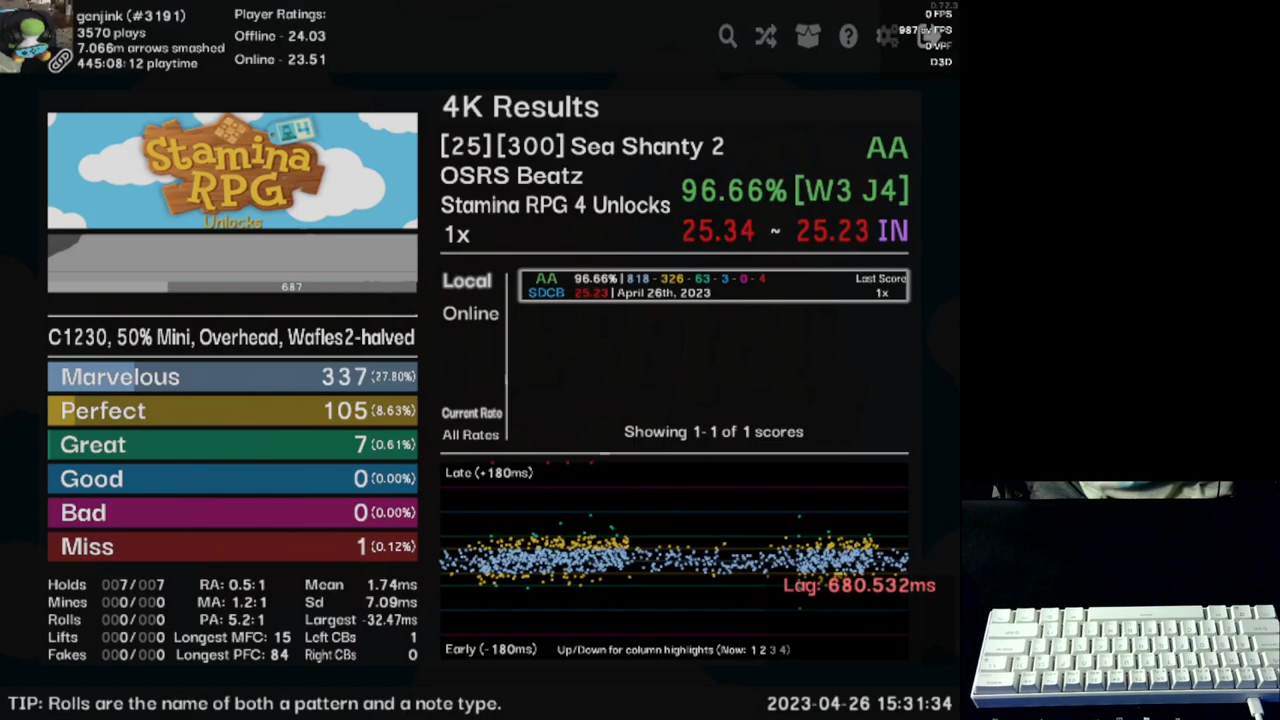 genjink (#3191)
3570 plays
7.066m arrows smashed
445:08:12 playtime
Player Ratings:
Offline - 24.03
Online - 23.51
0.72.3
0 FPS
0 VPF
D3D
Stamina
RPG
Unlocks
687
C1230, 50% Mini, Overhead, Wafles2-halved
Marvelous 337 (27.80%)
Perfect 105 (8.63%)
Great 7 (0.61%)
Good 0 (0.00%)
Bad 0 (0.00%)
Miss 1 (0.12%)
Holds 007/007 RA: 0.5:1 Mean 1.74ms
Mines 000/000 MA: 1.2:1 Sd 7.09ms
Rolls 000/000 PA: 5.2:1 Largest -32.47ms
Lifts 000/000 Longest MFC: 15 Left CBs 1
Fakes 000/000 Longest PFC: 84 Right CBs 0
4K Results
[25][300] Sea Shanty 2 AA
OSRS Beatz
96.66% [W3 J4]
Stamina RPG 4 Unlocks
1x 25.34 ~ 25.23 IN
Local
Online
Current Rate
All Rates
AA 96.66% | 818 - 326 - 63 - 3 - 0 - 4 Last Score
SDCB 25.23 | April 26th, 2023 1x
Showing 1-1 of 1 scores
Late (+180ms)
Lag: -680.532ms
Early (-180ms) Up/Down for column highlights (Now: 1 2 3 4)
TIP: Rolls are the name of both a pattern and a note type. 2023-04-26 15:31:34